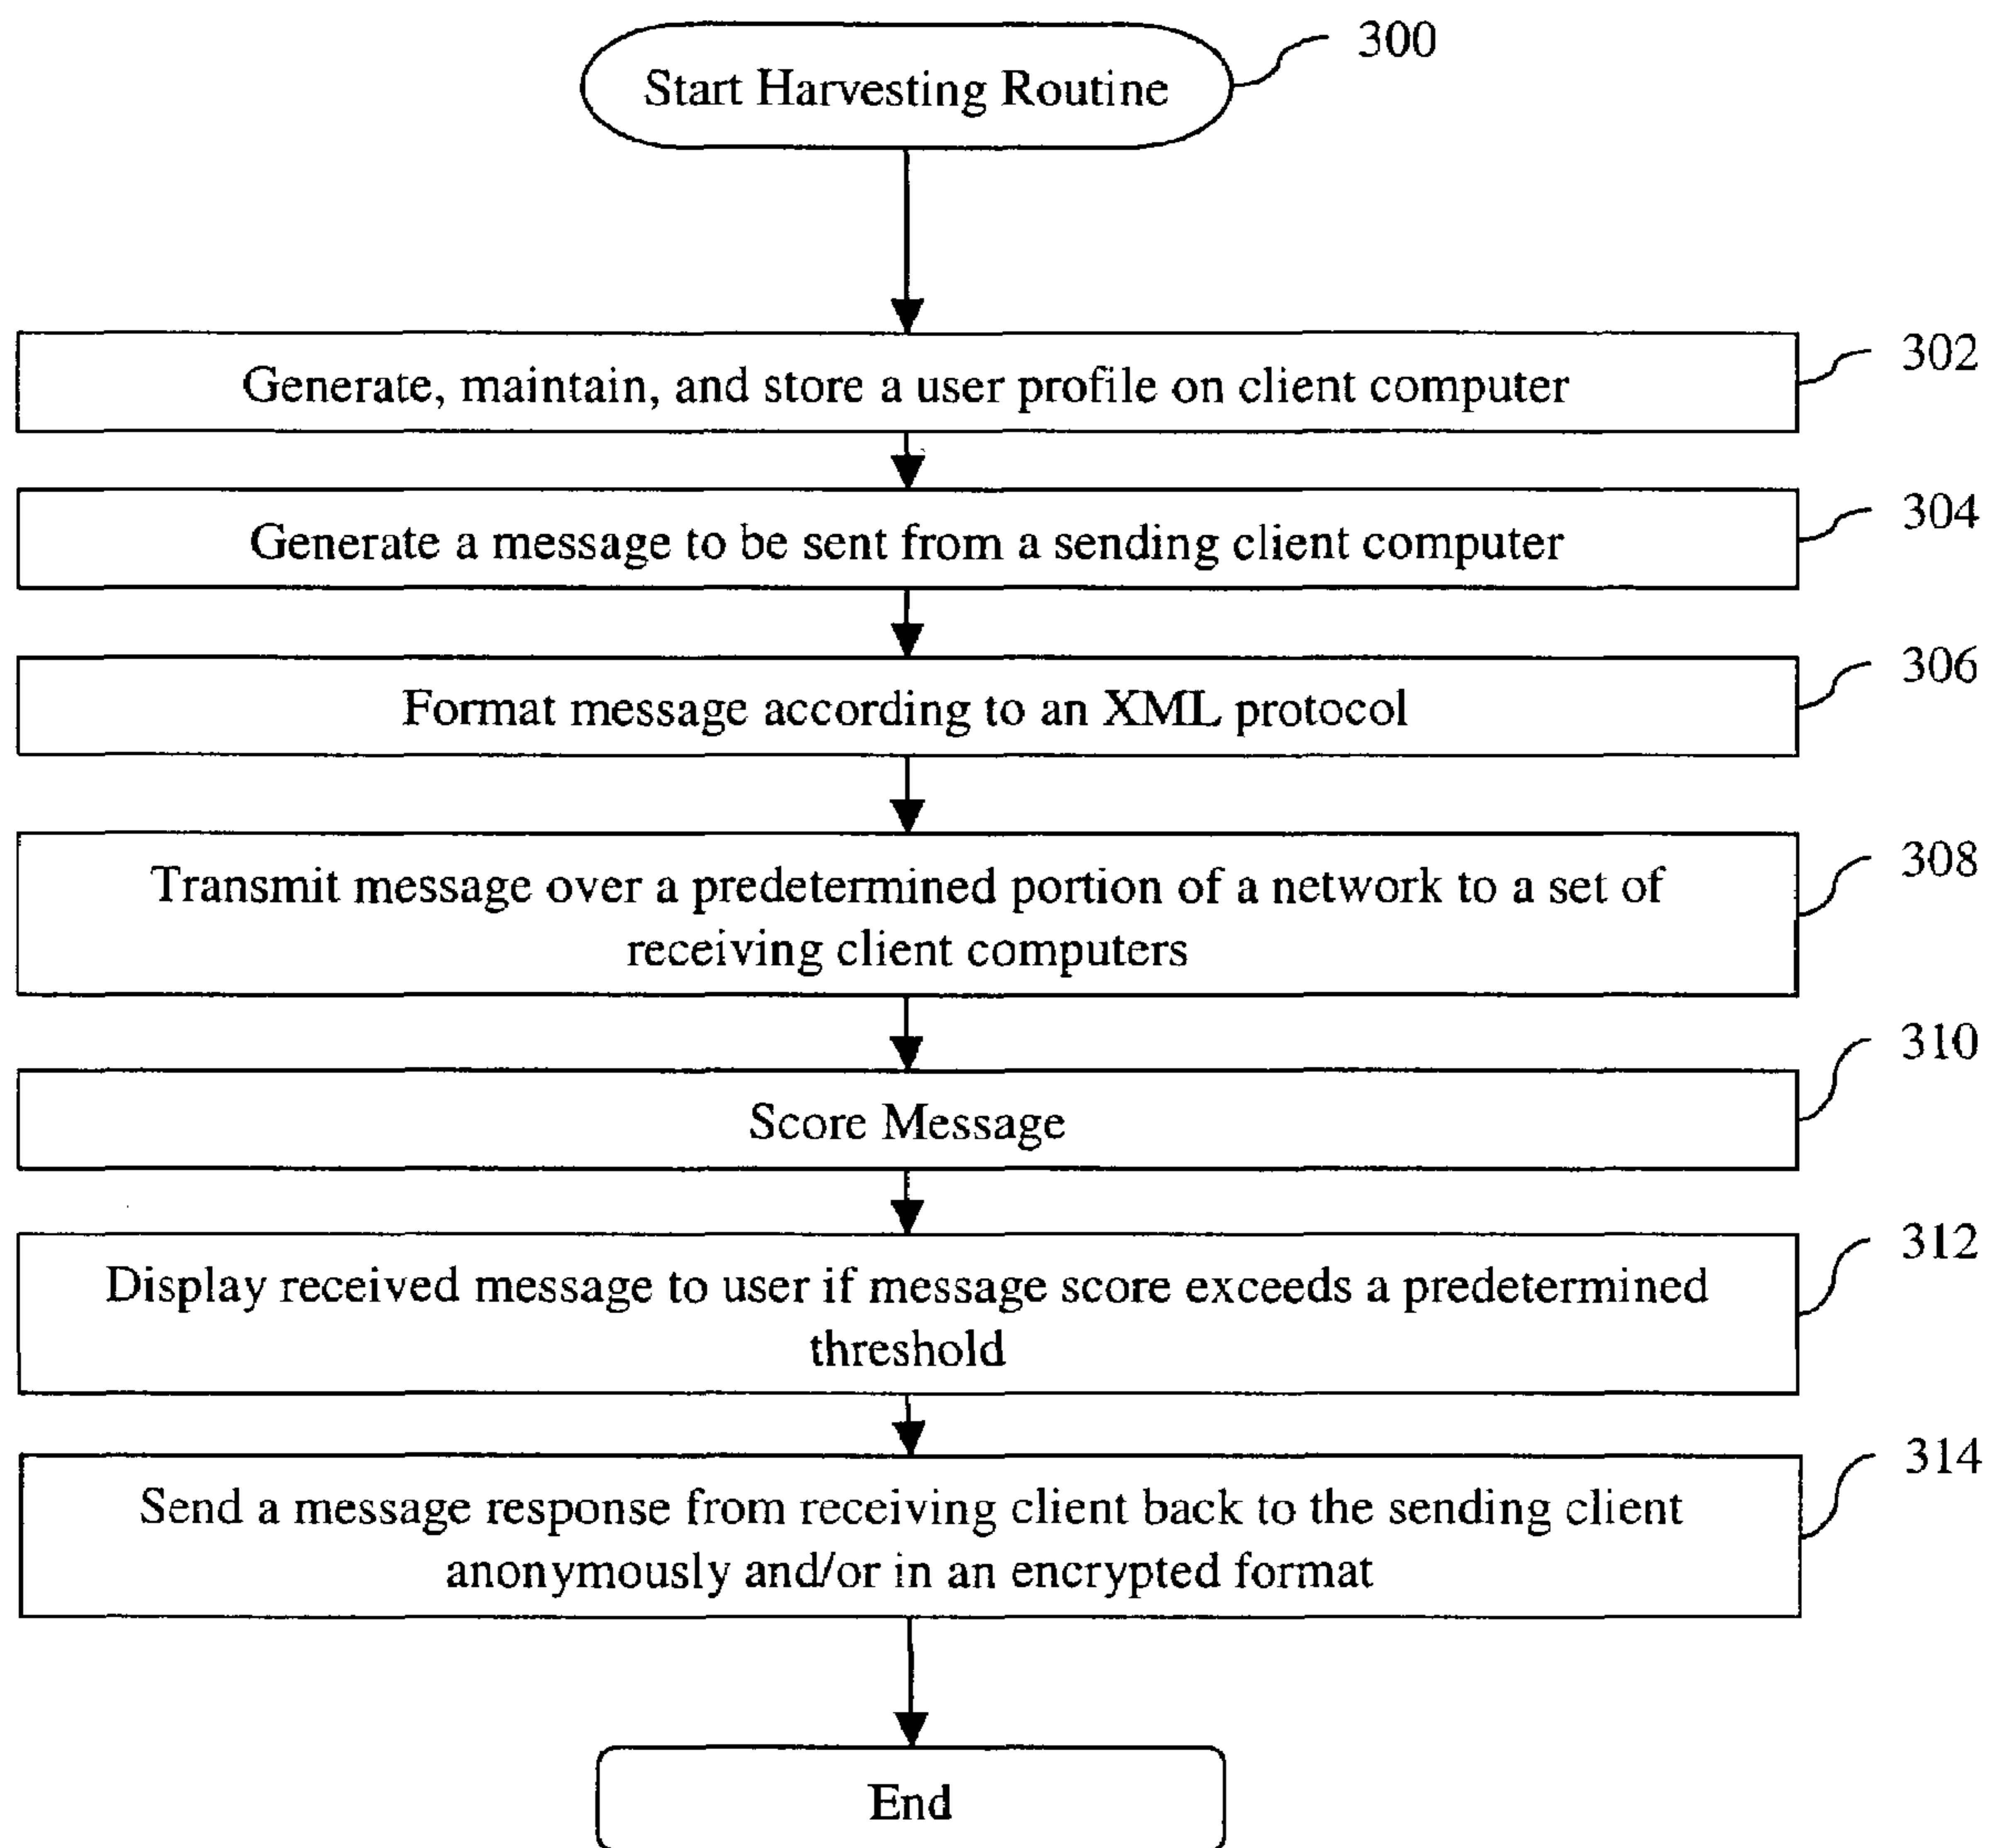 300
Start Harvesting Routine
302
Generate, maintain, and store a user profile on client computer
304
Generate a message to be sent from a sending client computer
306
Format message according to an XML protocol
308
Transmit message over a predetermined portion of a network to a set of
receiving client computers
310
Score Message
312
Display received message to user if message score exceeds a predetermined
threshold
314
Send a message response from receiving client back to the sending client
anonymously and/or in an encrypted format
End